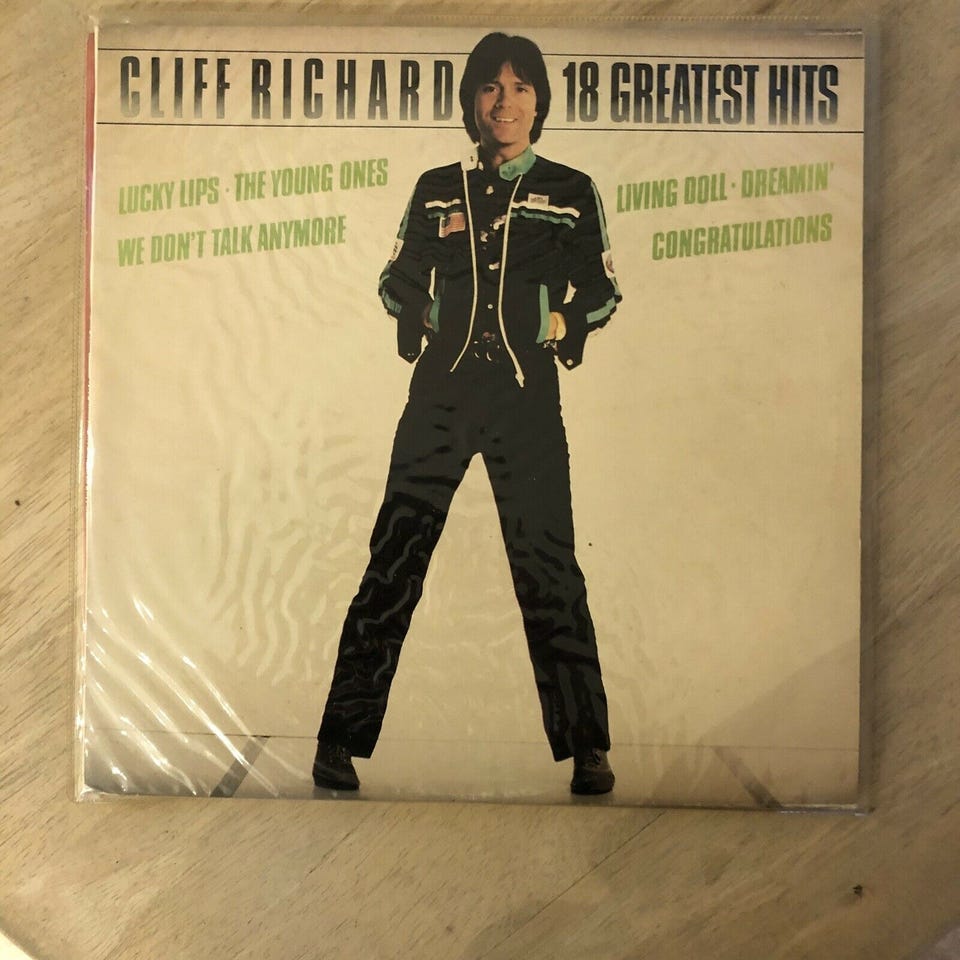 CLIFF RICHARD 18 GREATEST HITS
LUCKY LIPS · THE YOUNG ONES
WE DON'T TALK ANYMORE
LIVING DOLL · DREAMIN'
CONGRATULATIONS